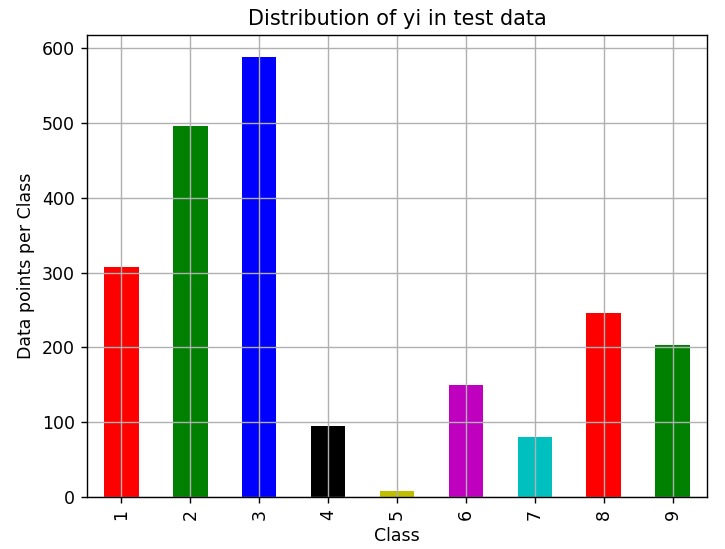 Distribution of yi in test data
Data points per Class
600
500
400
300
200
100
0
1 2 3 4 5 6 7 8 9
Class